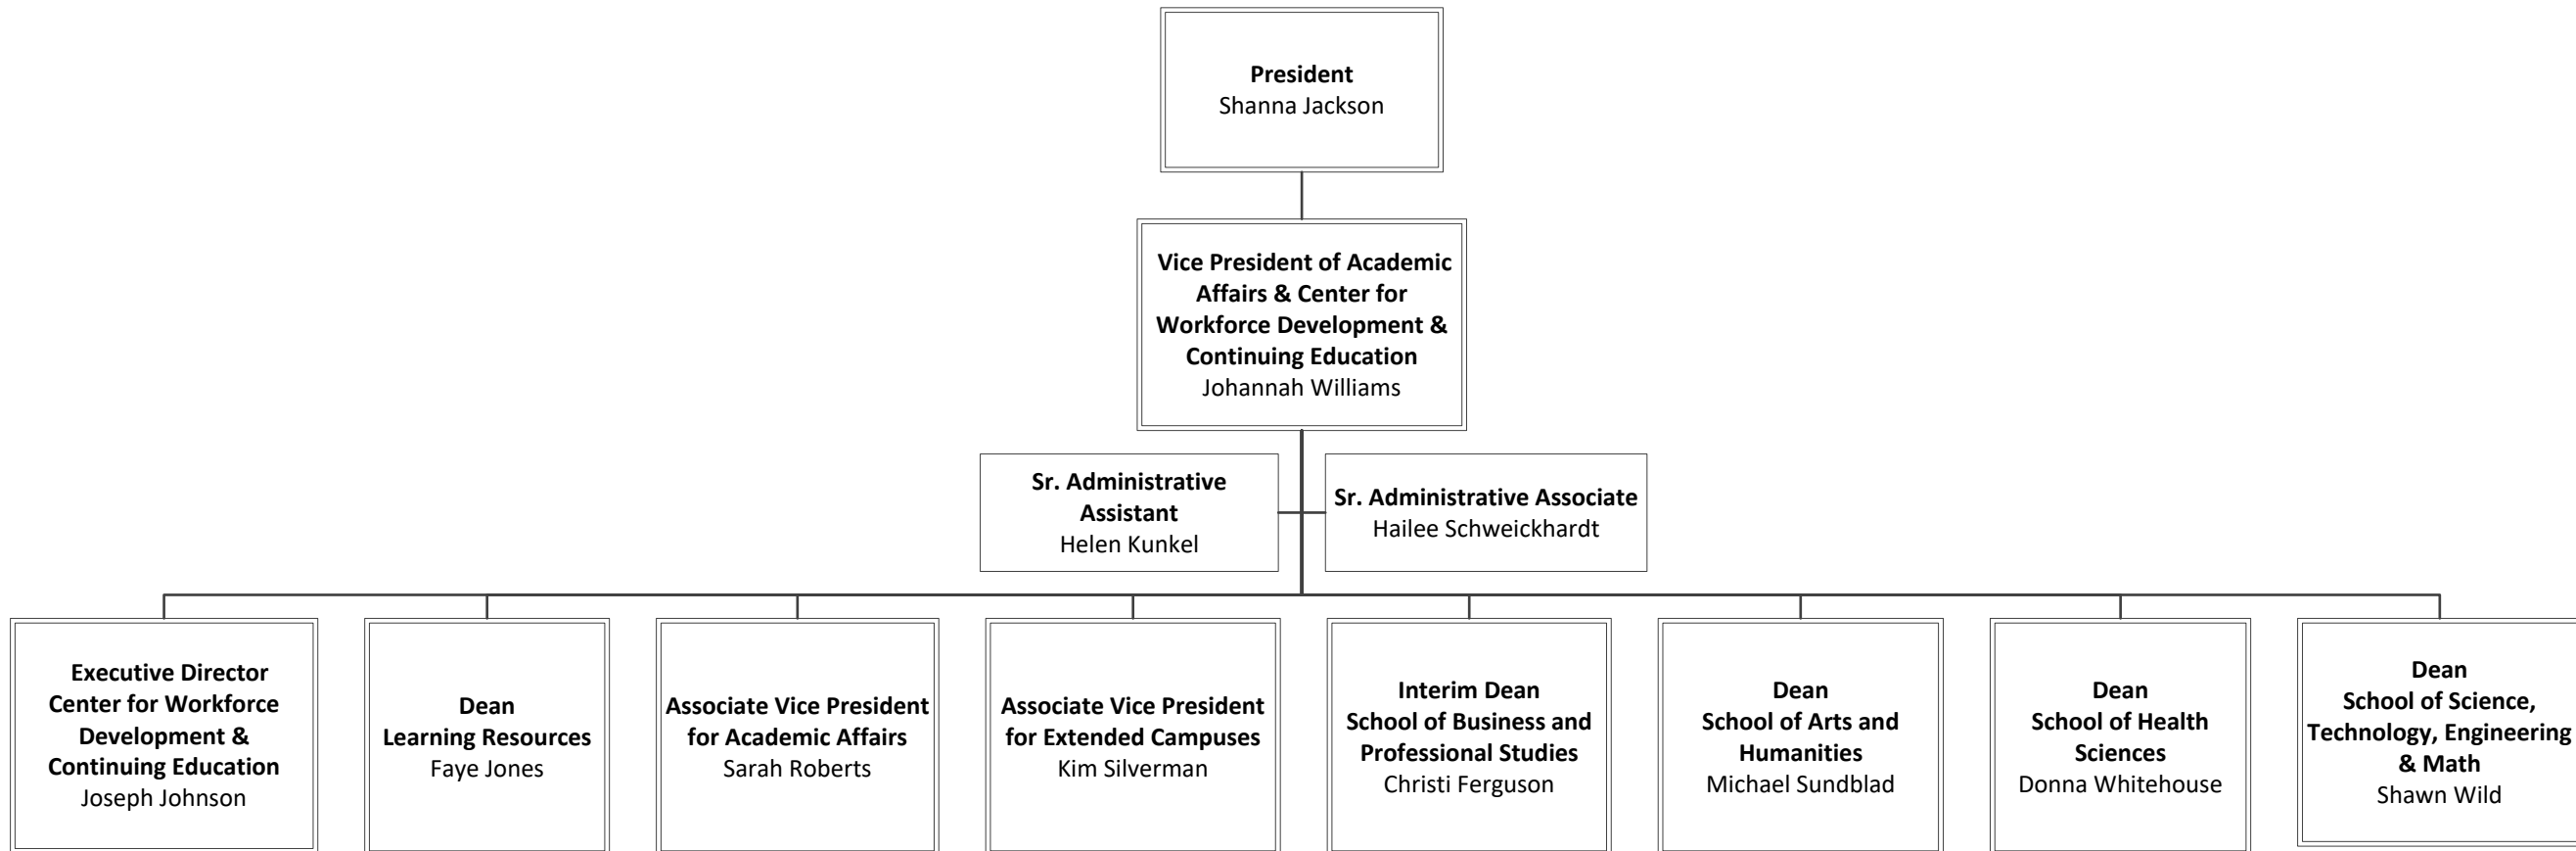 President
Shanna Jackson
Vice President of Academic
Affairs & Center for
Workforce Development &
Continuing Education
Johannah Williams
Sr. Administrative
Assistant
Helen Kunkel
Sr. Administrative Associate
Hailee Schweickhardt
Executive Director
Center for Workforce
Development &
Continuing Education
Joseph Johnson
Dean
Learning Resources
Faye Jones
Associate Vice President
for Academic Affairs
Sarah Roberts
Associate Vice President
for Extended Campuses
Kim Silverman
Interim Dean
School of Business and
Professional Studies
Christi Ferguson
Dean
School of Arts and
Humanities
Michael Sundblad
Dean
School of Health
Sciences
Donna Whitehouse
Dean
School of Science,
Technology, Engineering
& Math
Shawn Wild